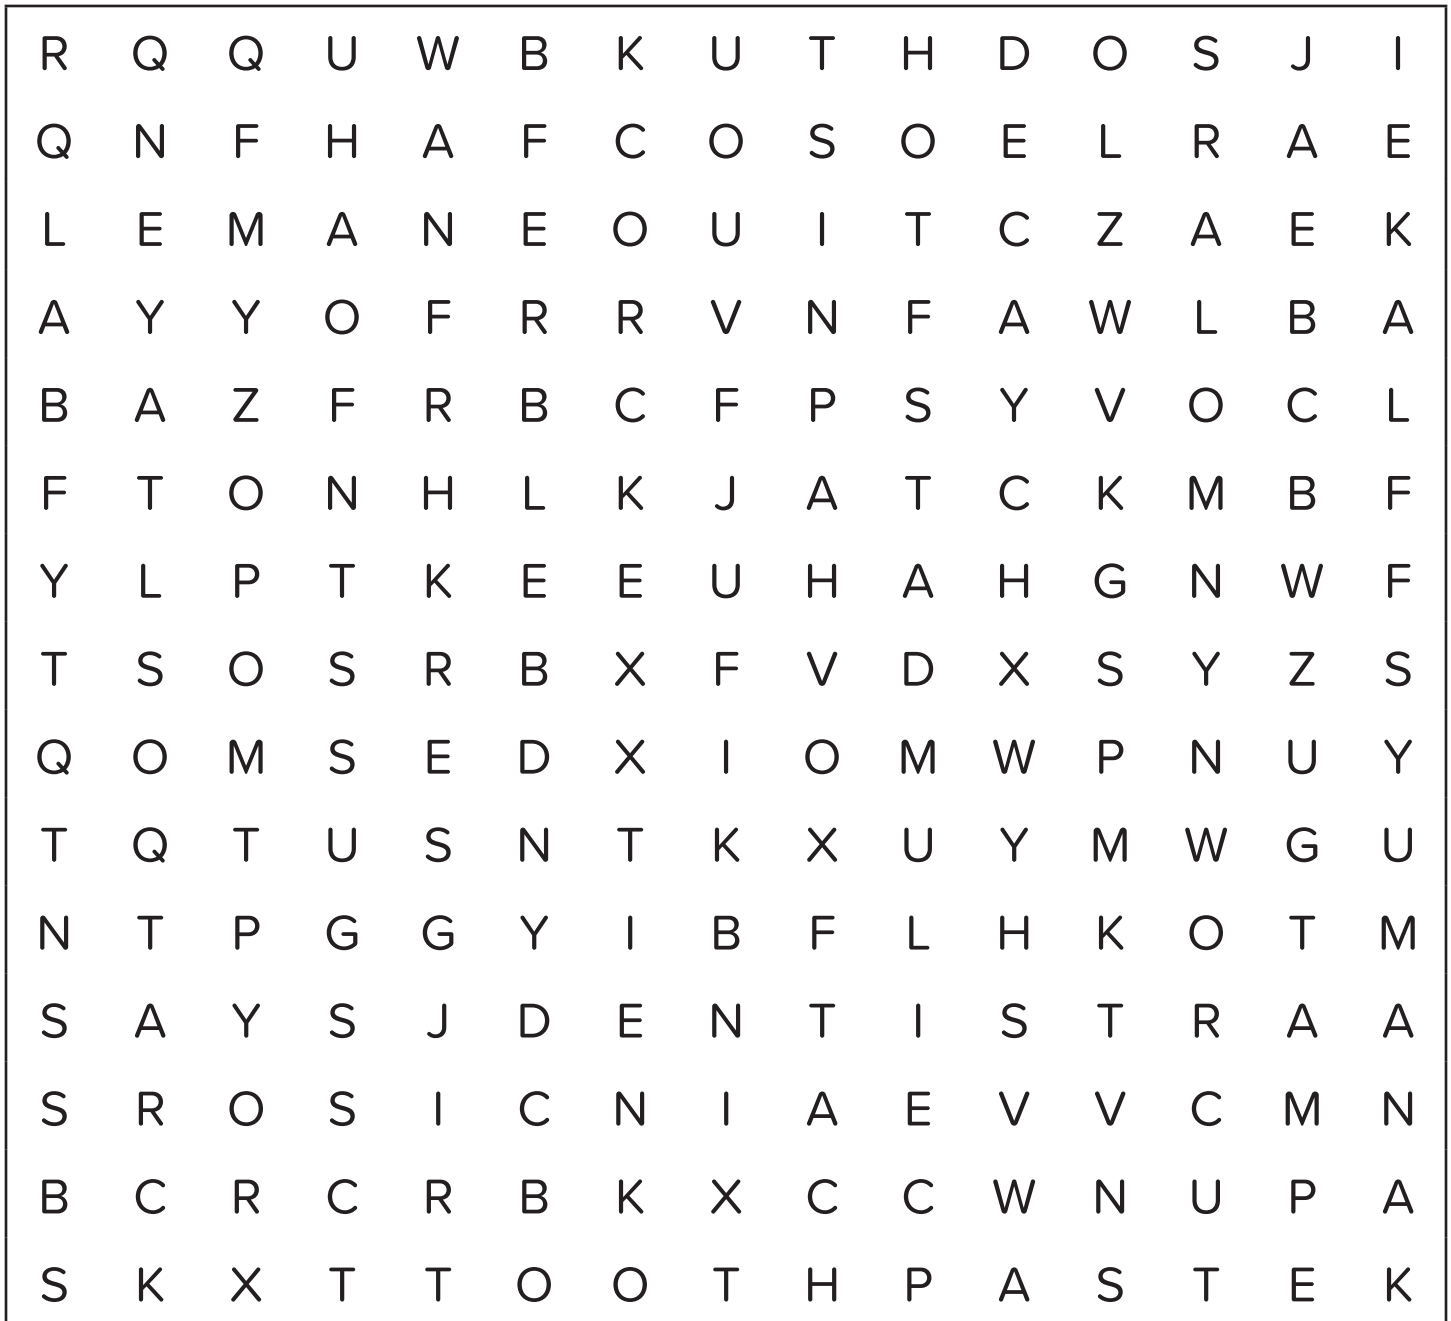 R Q Q U W B K U T H D O S J I
Q N F H A F C O S O E L R A E
L E M A N E O U I T C Z A E K
A Y Y O F R R V N F A W L B A
B A Z F R B C F P S Y V O C L
F T O N H L K J A T C K M B F
Y L P T K E E U H A H G N W F
T S O S R B X F V D X S Y Z S
Q O M S E D X I O M W P N U Y
T Q T U S N T K X U Y M W G U
N T P G G Y I B F L H K O T M
S A Y S J D E N T I S T R A A
S R O S I C N I A E V V C M N
B C R C R B K X C C W N U P A
S K X T T O O T H P A S T E K